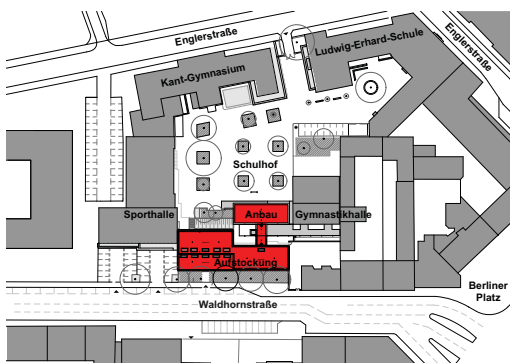 Englerstraße
Ludwig-Erhard-Schule
Englerstraße
Kant-Gymnasium
Schulhof
Sporthalle
Anbau
Gymnastikhalle
Aufstockung
Berliner
Platz
Waldhornstraße